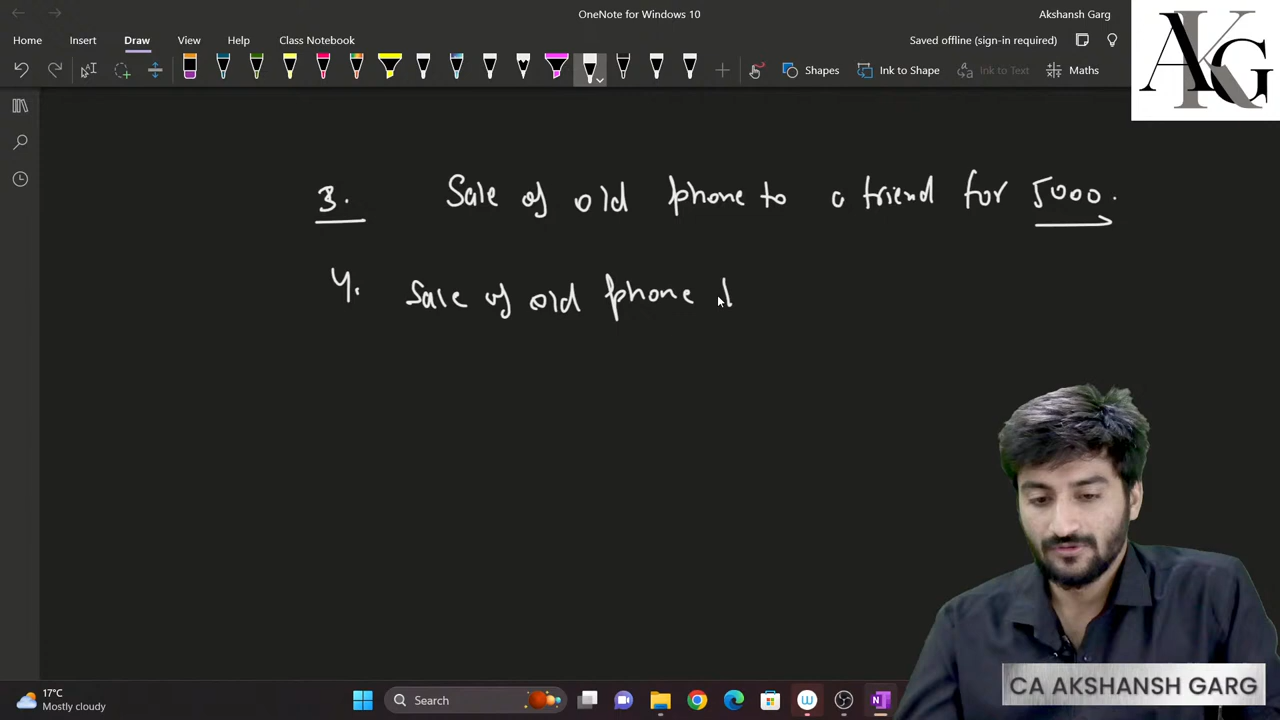 OneNote for Windows 10
Akshansh Garg
Home Insert Draw View Help Class Notebook
Saved offline (sign-in required)
Shapes Ink to Shape Ink to Text Maths
AKG
3. Sale of old phone to a friend for 5000.
4. Sale of old phone
17°C
Mostly cloudy
Search
CA AKSHANSH GARG